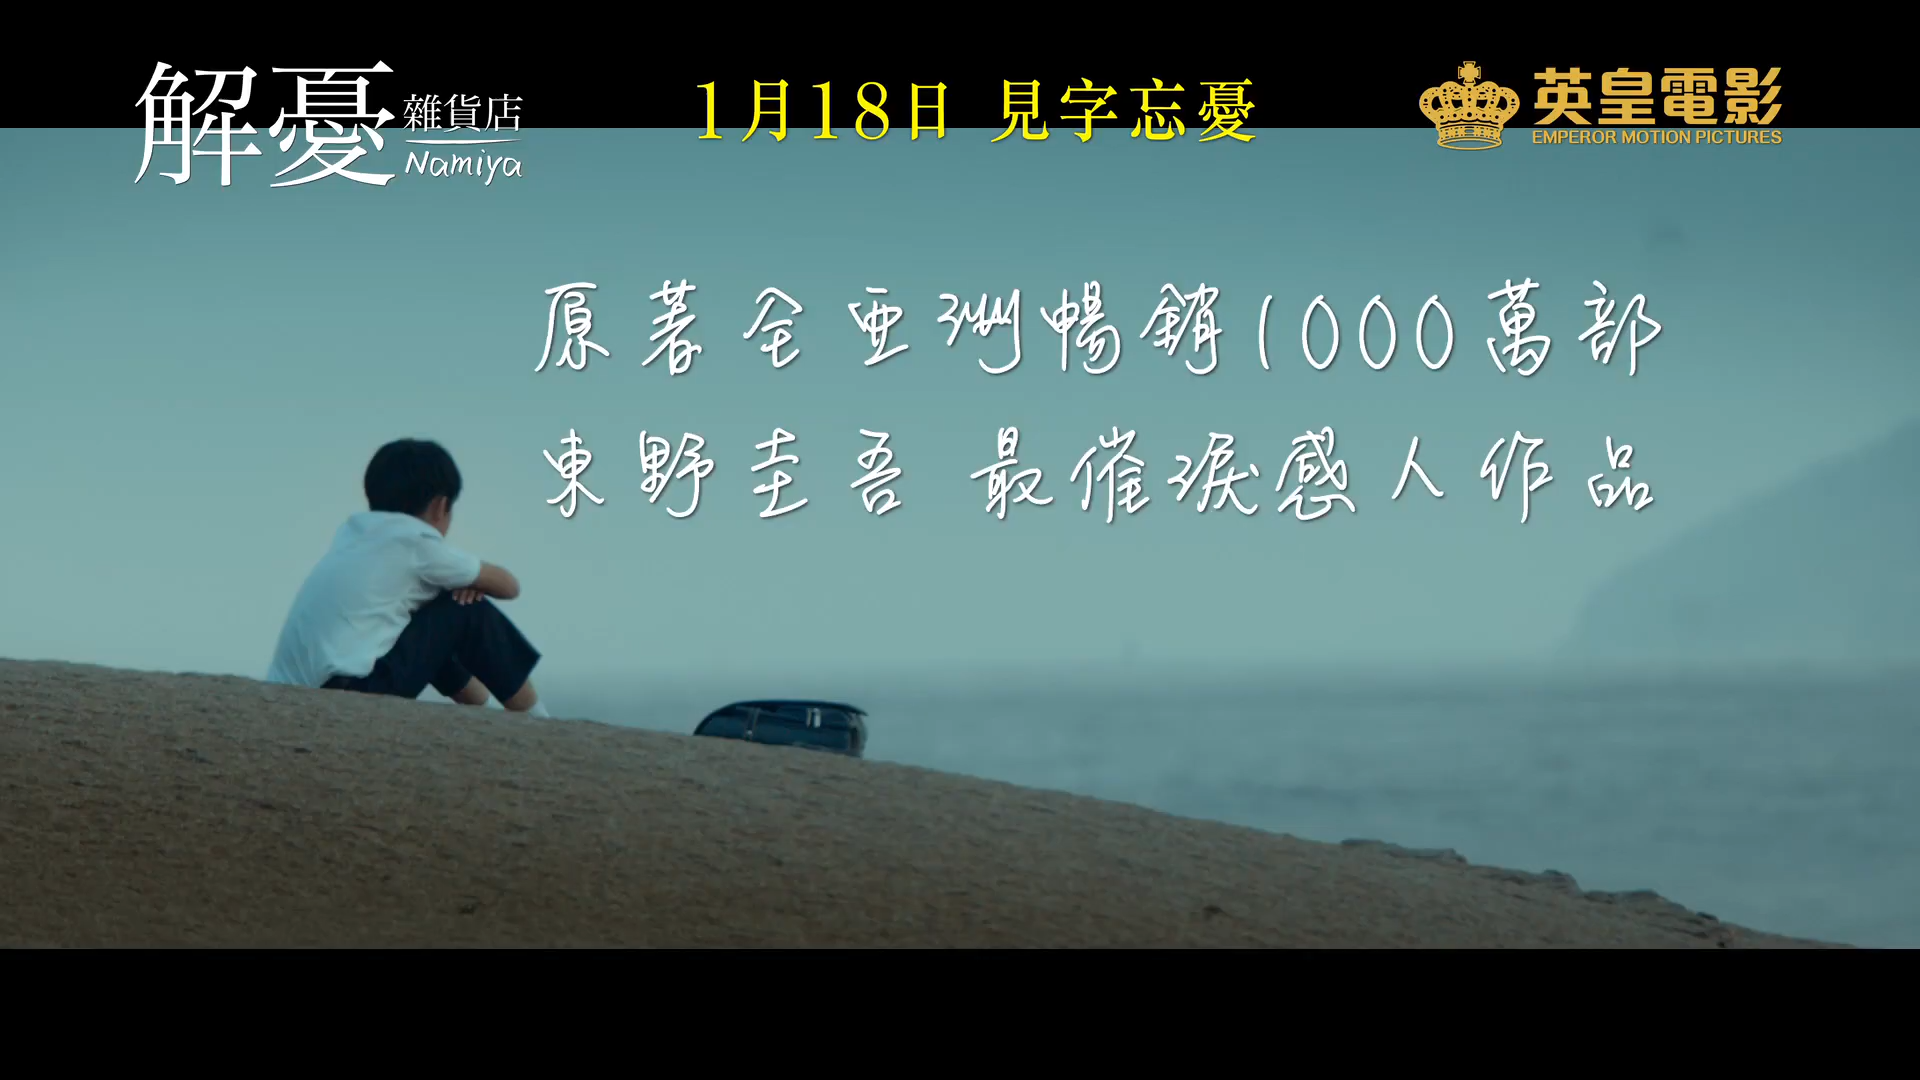 解憂雜貨店
Namiya
1月18日 見字忘憂
英皇電影
EMPEROR MOTION PICTURES
原著全亞洲暢銷1000萬部
東野圭吾 最催淚感人作品